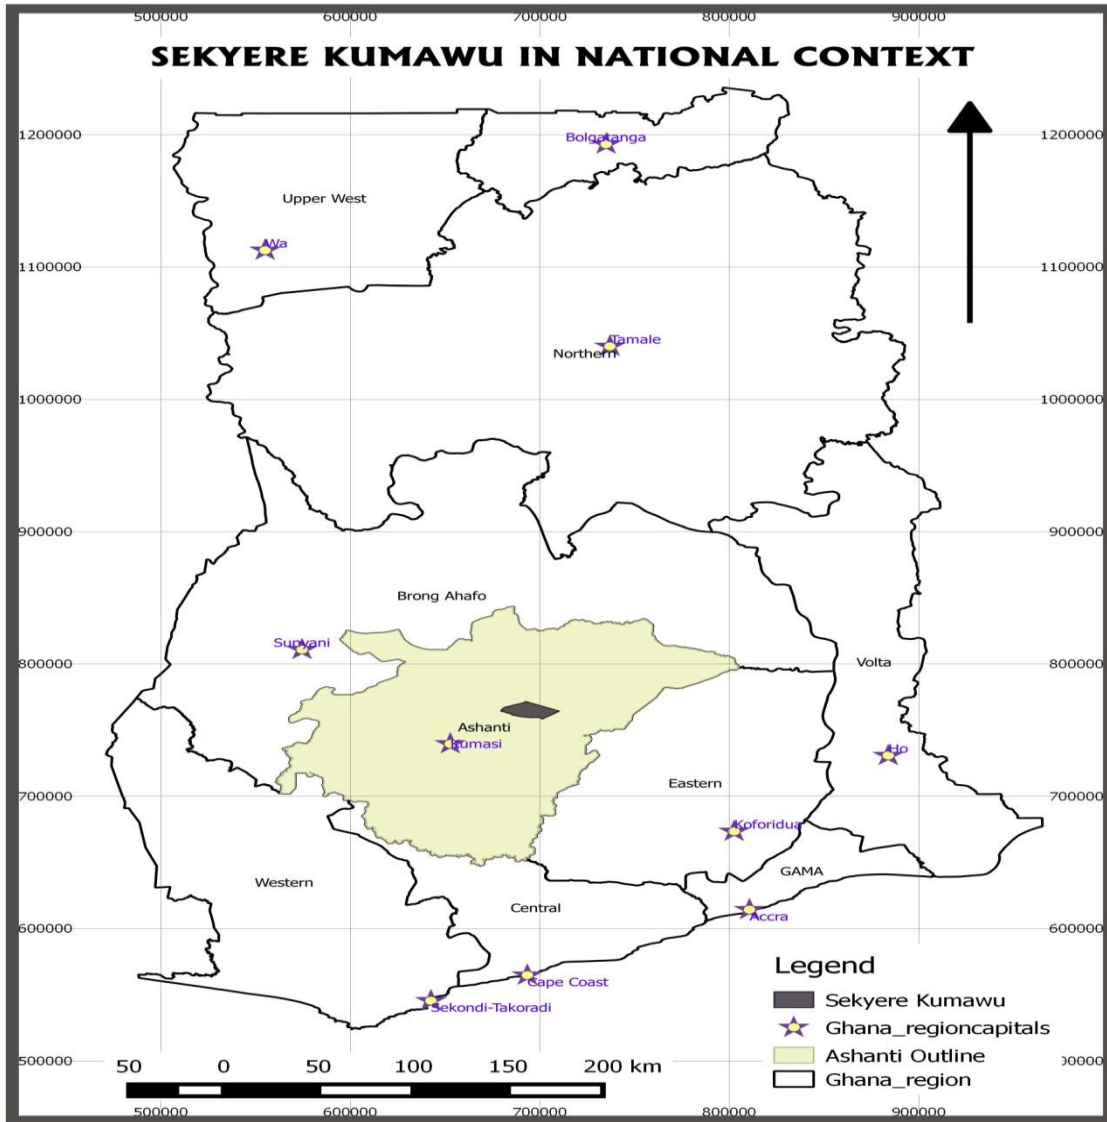 500000 600000 700000 800000 900000
SEKYERE KUMAWU IN NATIONAL CONTEXT
1200000 1200000
Bolgatanga
Upper West
Wa
1100000 1100000
Tamale
Northern
1000000 1000000
900000 900000
Brong Ahafo
Sunyani
800000 800000
Volta
Ashanti
Kumasi
Ho
Eastern
700000 700000
Koforidua
GAMA
Western
Central
Accra
600000 600000
Cape Coast
Sekondi-Takoradi
Legend
Sekyere Kumawu
Ghana_regioncapitals
Ashanti Outline
Ghana_region
500000 00000
50 0 50 100 150 200 km
500000 600000 700000 800000 900000